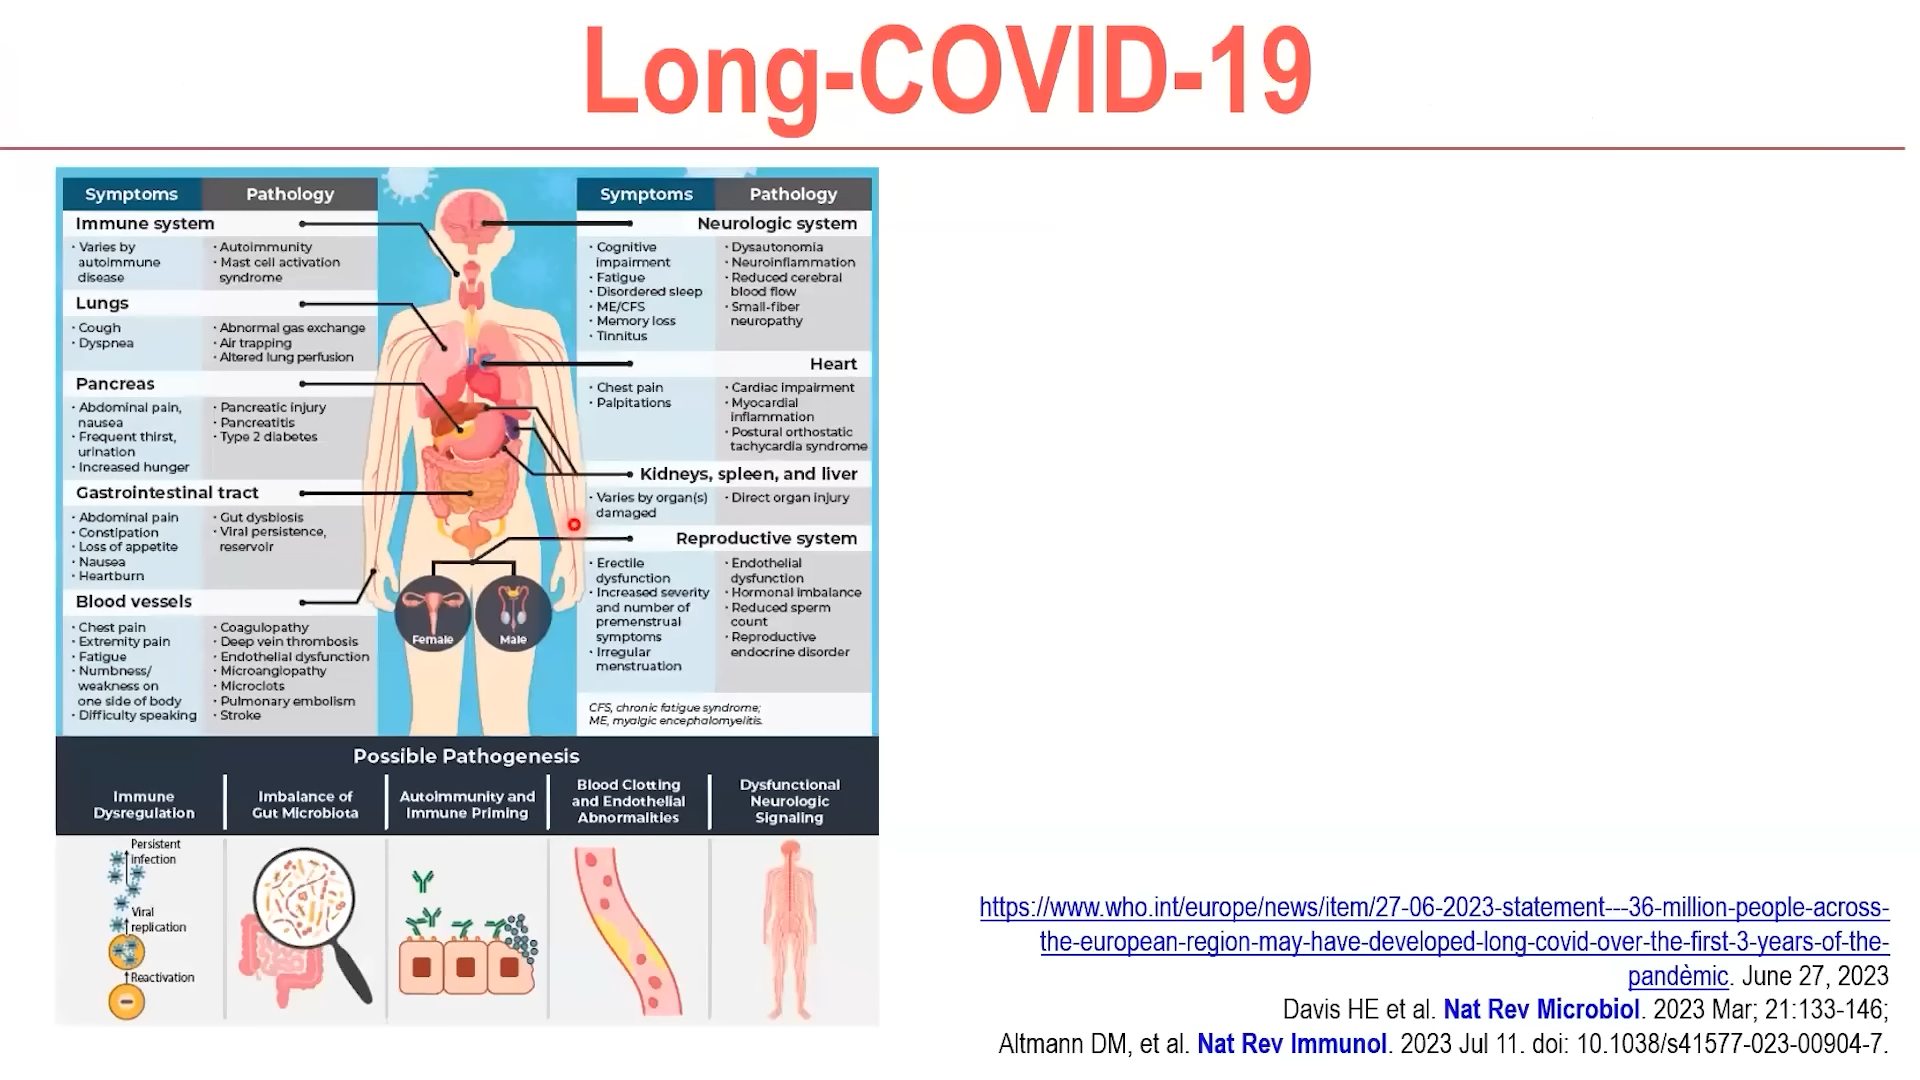 Long-COVID-19
Symptoms
Pathology
Immune system
· Varies by
autoimmune
disease
· Autoimmunity
· Mast cell activation
syndrome
Lungs
· Cough
· Dyspnea
· Abnormal gas exchange
· Air trapping
· Altered lung perfusion
Pancreas
· Abdominal pain,
nausea
· Frequent thirst,
urination
· Increased hunger
· Pancreatic injury
· Pancreatitis
· Type 2 diabetes
Gastrointestinal tract
· Abdominal pain
· Constipation
· Loss of appetite
· Nausea
· Heartburn
· Gut dysbiosis
· Viral persistence,
reservoir
Blood vessels
· Chest pain
· Extremity pain
· Fatigue
· Numbness/
weakness on
one side of body
· Difficulty speaking
· Coagulopathy
· Deep vein thrombosis
· Endothelial dysfunction
· Microangiopathy
· Microclots
· Pulmonary embolism
· Stroke
Female
Male
Symptoms
Pathology
Neurologic system
· Cognitive
impairment
· Fatigue
· Disordered sleep
· ME/CFS
· Memory loss
· Tinnitus
· Dysautonomia
· Neuroinflammation
· Reduced cerebral
blood flow
· Small-fiber
neuropathy
Heart
· Chest pain
· Palpitations
· Cardiac impairment
· Myocardial
inflammation
· Postural orthostatic
tachycardia syndrome
Kidneys, spleen, and liver
· Varies by organ(s)
damaged
· Direct organ injury
Reproductive system
· Erectile
dysfunction
· Increased severity
and number of
premenstrual
symptoms
· Irregular
menstruation
· Endothelial
dysfunction
· Hormonal imbalance
· Reduced sperm
count
· Reproductive
endocrine disorder
CFS, chronic fatigue syndrome;
ME, myalgic encephalomyelitis.
Possible Pathogenesis
Immune
Dysregulation
Imbalance of
Gut Microbiota
Autoimmunity and
Immune Priming
Blood Clotting
and Endothelial
Abnormalities
Dysfunctional
Neurologic
Signaling
Persistent
infection
Viral
replication
Reactivation
https://www.who.int/europe/news/item/27-06-2023-statement---36-million-people-across-
the-european-region-may-have-developed-long-covid-over-the-first-3-years-of-the-
pandèmic. June 27, 2023
Davis HE et al. Nat Rev Microbiol. 2023 Mar; 21:133-146;
Altmann DM, et al. Nat Rev Immunol. 2023 Jul 11. doi: 10.1038/s41577-023-00904-7.